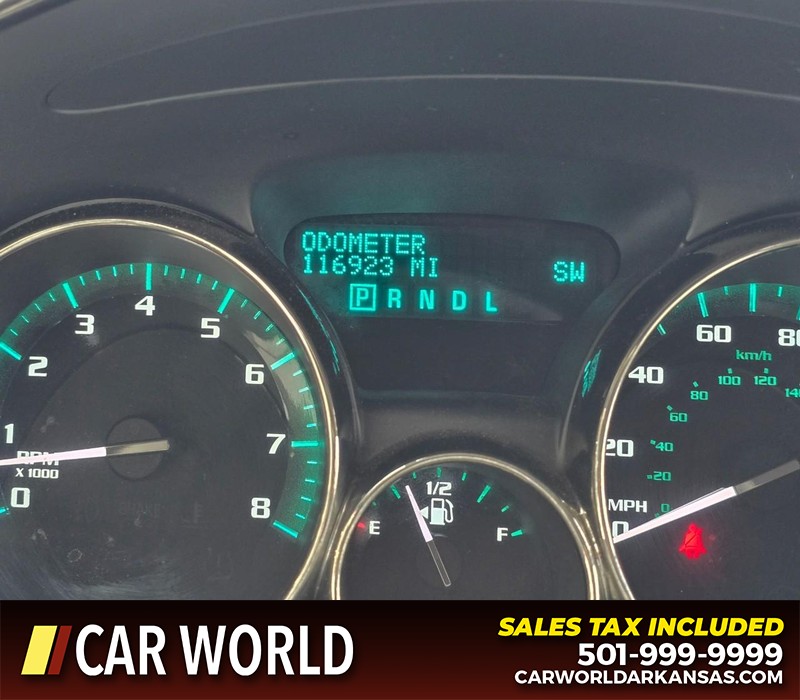 ODOMETER
116923 MI
SW
P R N D L
1
2
3
4
5
6
7
8
0
RPM
X 1000
E
1/2
F
0
20
40
60
80
MPH
km/h
0
20
40
60
80
100
120
140
CAR WORLD
SALES TAX INCLUDED
501-999-9999
CARWORLDARKANSAS.COM